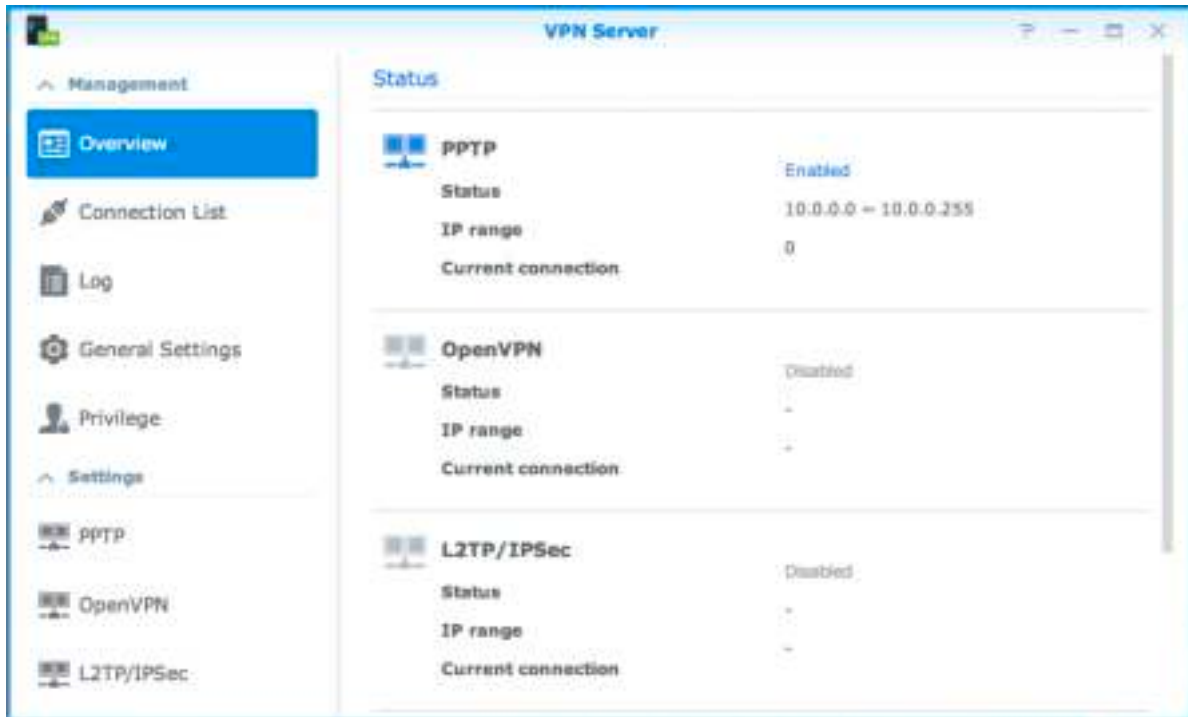 VPN Server
Management
Overview
Connection List
Log
General Settings
Privilege
Settings
PPTP
OpenVPN
L2TP/IPSec
Status
PPTP
Status
Enabled
IP range
10.0.0.0 ~ 10.0.0.255
Current connection
0
OpenVPN
Status
Disabled
IP range
-
Current connection
-
L2TP/IPSec
Status
Disabled
IP range
-
Current connection
-